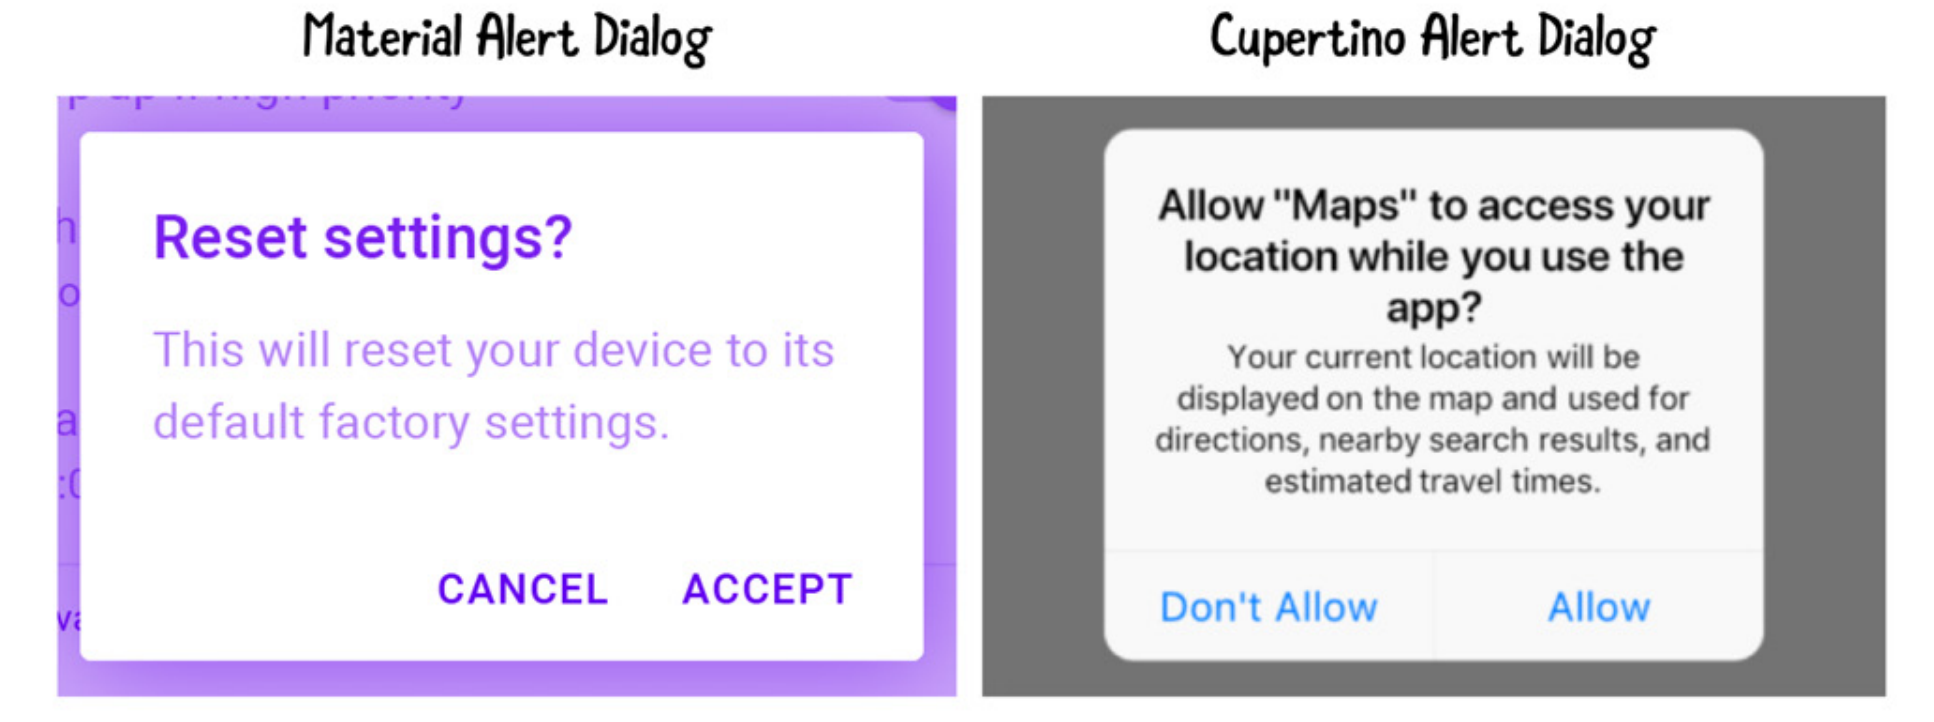 Material Alert Dialog
Reset settings?
This will reset your device to its
default factory settings.
CANCEL ACCEPT
Cupertino Alert Dialog
Allow "Maps" to access your
location while you use the
app?
Your current location will be
displayed on the map and used for
directions, nearby search results, and
estimated travel times.
Don't Allow Allow